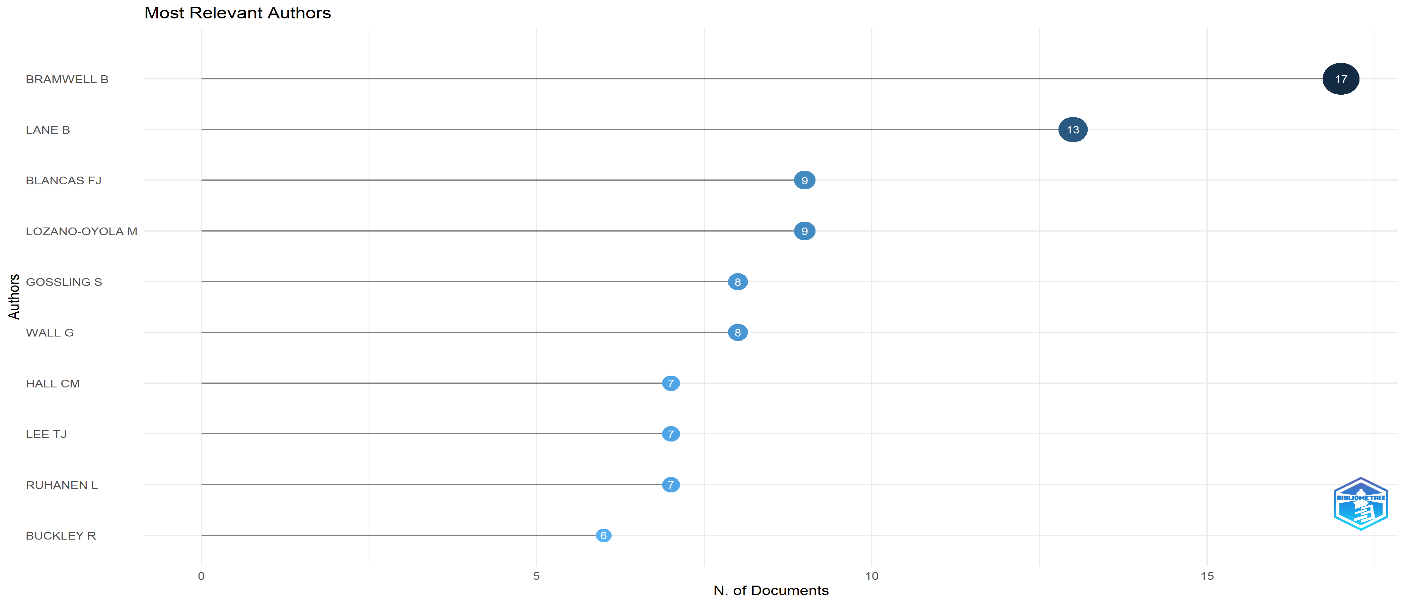 Most Relevant Authors
BRAMWELL B
17
LANE B
13
BLANCAS FJ
9
LOZANO-OYOLA M
9
GOSSLING S
8
WALL G
8
HALL CM
7
LEE TJ
7
RUHANEN L
7
BUCKLEY R
6
Authors
BIBLIOMETRIX
0
5
10
15
N. of Documents